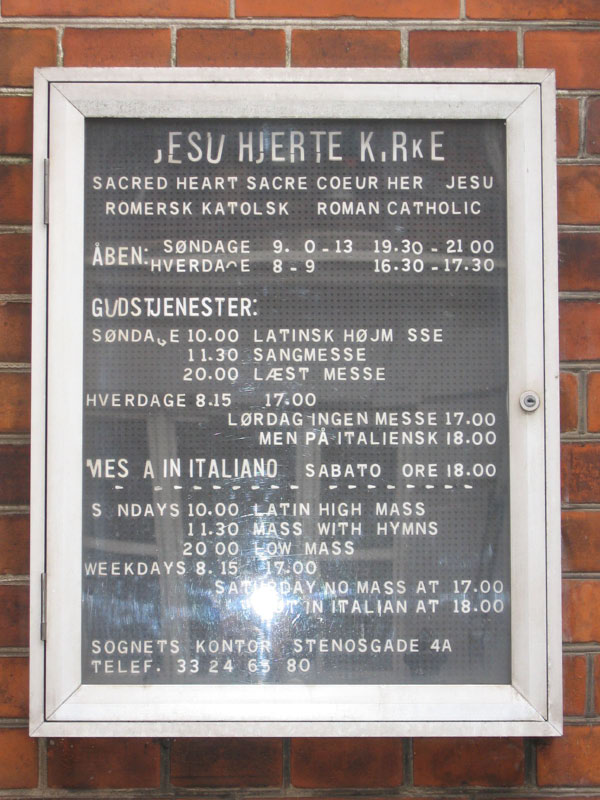 JESU HJERTE KIRKE
SACRED HEART SACRE COEUR HER JESU
ROMERSK KATOLSK ROMAN CATHOLIC
ÅBEN: SØNDAGE 9. 0-13 19.30-21 00
HVERDAGE 8-9 16.30-17.30
GUDSTJENESTER:
SØNDAGE 10.00 LATINSK HØJM SSE
11.30 SANGMESSE
20.00 LÆST MESSE
HVERDAGE 8.15 17.00
LØRDAG INGEN MESSE 17.00
MEN PÅ ITALIENSK 18.00
MES A IN ITALIANO SABATO ORE 18.00
S NDAYS 10.00 LATIN HIGH MASS
11.30 MASS WITH HYMNS
20 00 LOW MASS
WEEKDAYS 8.15 17.00
SATURDAY NO MASS AT 17.00
IN ITALIAN AT 18.00
SOGNETS KONTOR STENOSGADE 4A
TELEF. 33 24 65 80